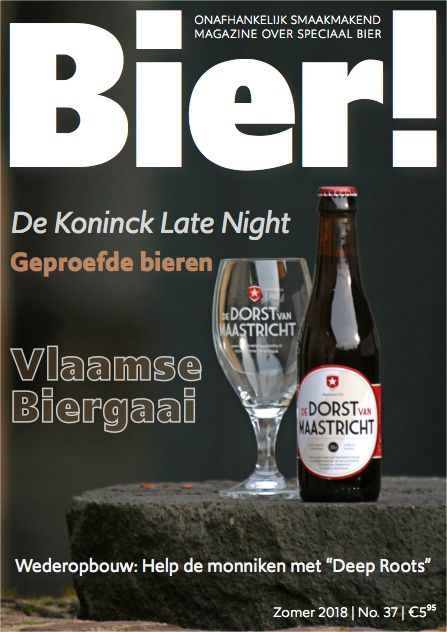 ONAFHANKELIJK SMAAKMAKEND
MAGAZINE OVER SPECIAAL BIER
Bier!
De Koninck Late Night
Geproefde bieren
DE DORST VAN
MAASTRICHT
Vlaamse
Biergaai
DE DORST VAN
MAASTRICHT
Wederopbouw: Help de monniken met “Deep Roots”
Zomer 2018 | No. 37 | €5⁹⁵